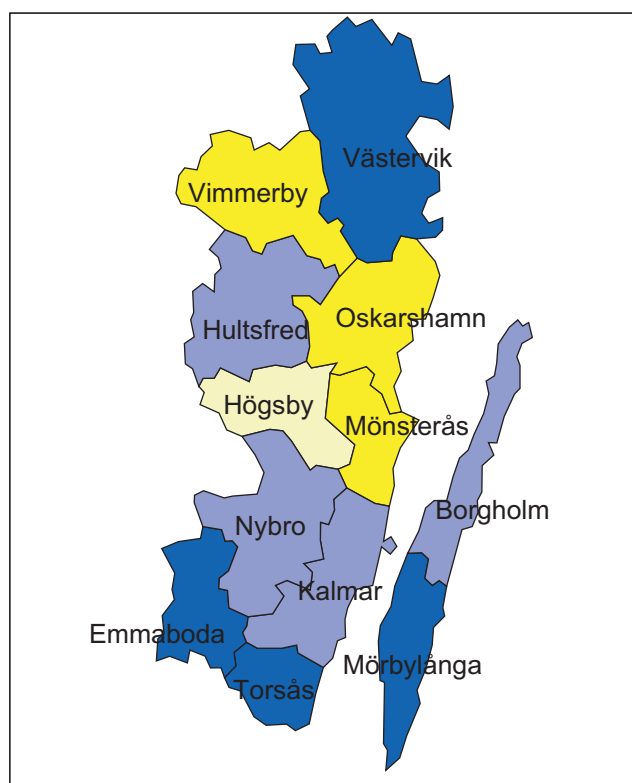 Västervik
Vimmerby
Oskarshamn
Hultsfred
Högsby
Mönsterås
Borgholm
Nybro
Kalmar
Emmaboda
Mörbylånga
Torsås